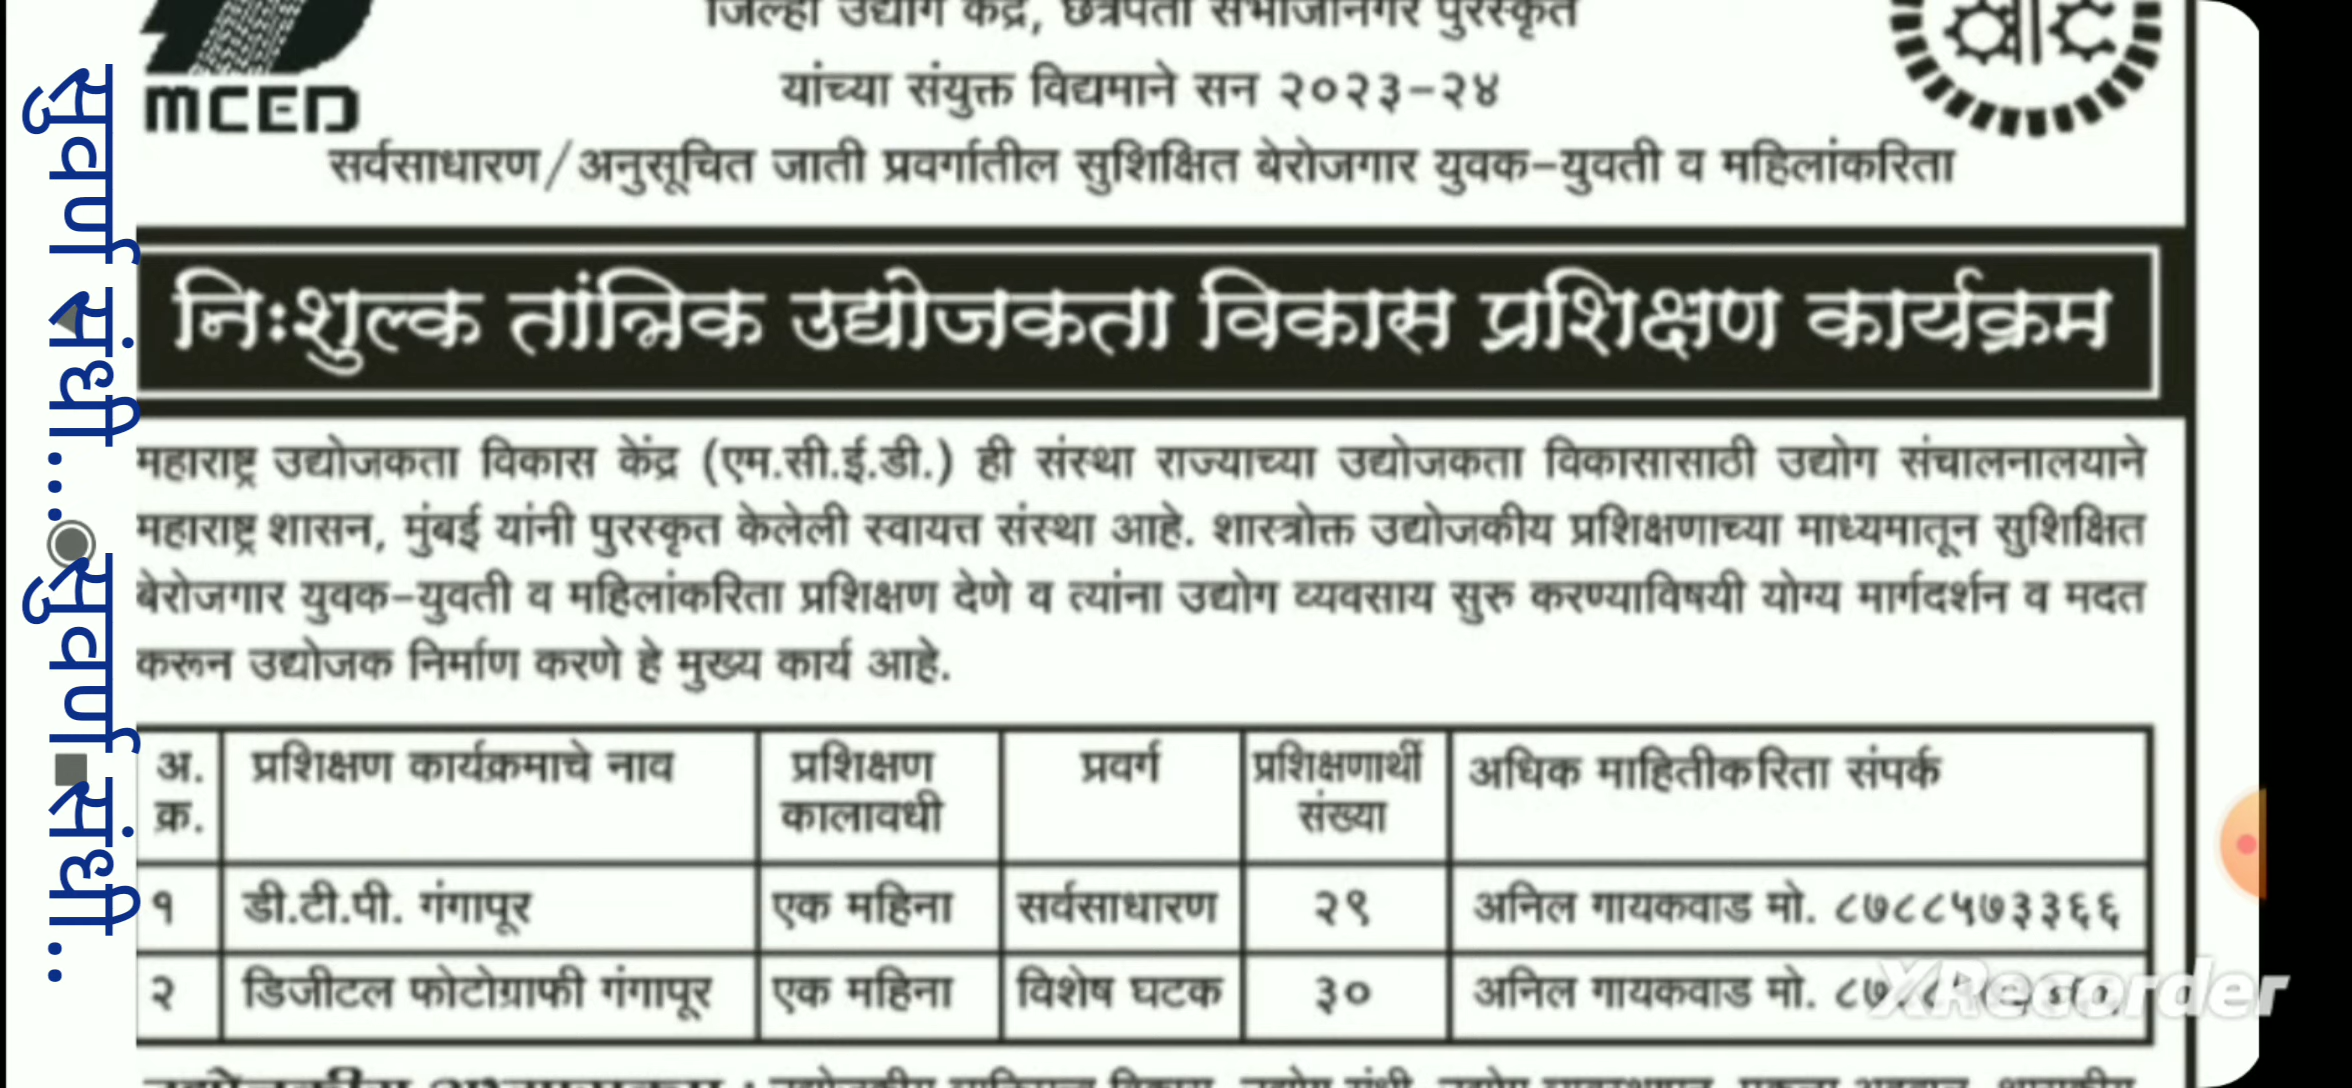 जिल्हा उद्योग केंद्र, छत्रपती संभाजीनगर पुरस्कृत
MCED
यांच्या संयुक्त विद्यमाने सन २०२३-२४
सर्वसाधारण/अनुसूचित जाती प्रवर्गातील सुशिक्षित बेरोजगार युवक-युवती व महिलांकरिता
निःशुल्क तांत्रिक उद्योजकता विकास प्रशिक्षण कार्यक्रम
महाराष्ट्र उद्योजकता विकास केंद्र (एम.सी.ई.डी.) ही संस्था राज्याच्या उद्योजकता विकासासाठी उद्योग संचालनालयाने
महाराष्ट्र शासन, मुंबई यांनी पुरस्कृत केलेली स्वायत्त संस्था आहे. शास्त्रोक्त उद्योजकीय प्रशिक्षणाच्या माध्यमातून सुशिक्षित
बेरोजगार युवक-युवती व महिलांकरिता प्रशिक्षण देणे व त्यांना उद्योग व्यवसाय सुरु करण्याविषयी योग्य मार्गदर्शन व मदत
करून उद्योजक निर्माण करणे हे मुख्य कार्य आहे.
अ. क्र. प्रशिक्षण कार्यक्रमाचे नाव प्रशिक्षण कालावधी प्रवर्ग प्रशिक्षणार्थी संख्या अधिक माहितीकरिता संपर्क
१ डी.टी.पी. गंगापूर एक महिना सर्वसाधारण २९ अनिल गायकवाड मो. ८७८८५७३३६६
२ डिजीटल फोटोग्राफी गंगापूर एक महिना विशेष घटक ३० अनिल गायकवाड मो.
XRecorder
सुवर्ण संधी...सुवर्ण संधी...